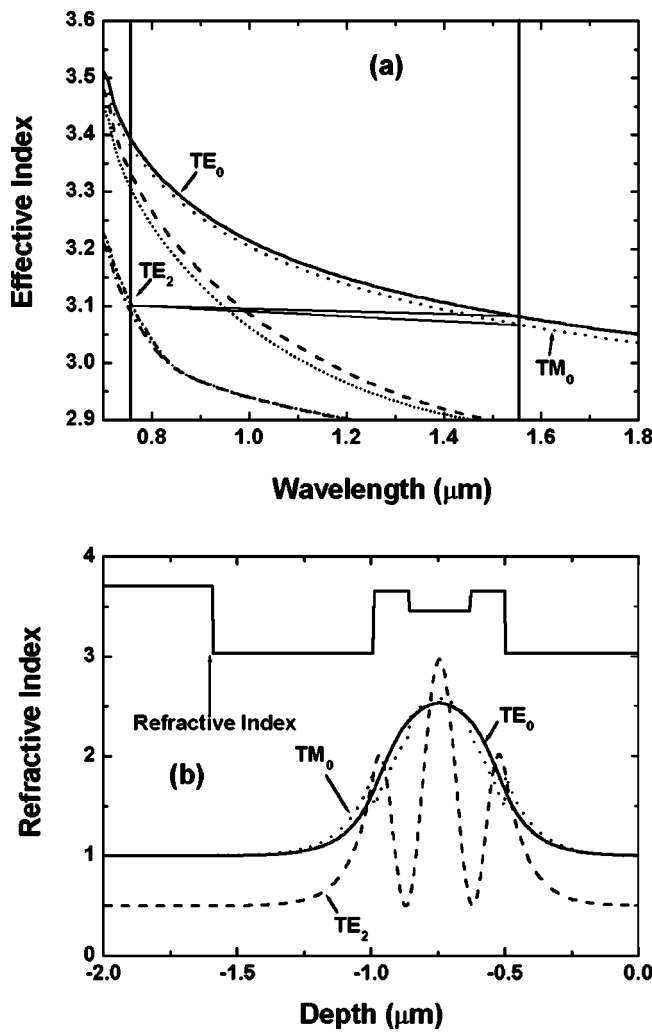 (a)
3.6
3.5
3.4
3.3
3.2
3.1
3.0
2.9
Effective Index
TE0
TE2
TM0
0.8 1.0 1.2 1.4 1.6 1.8
Wavelength (μm)
4
3
2
1
0
Refractive Index
Refractive Index
(b)
TM0
TE0
TE2
-2.0 -1.5 -1.0 -0.5 0.0
Depth (μm)